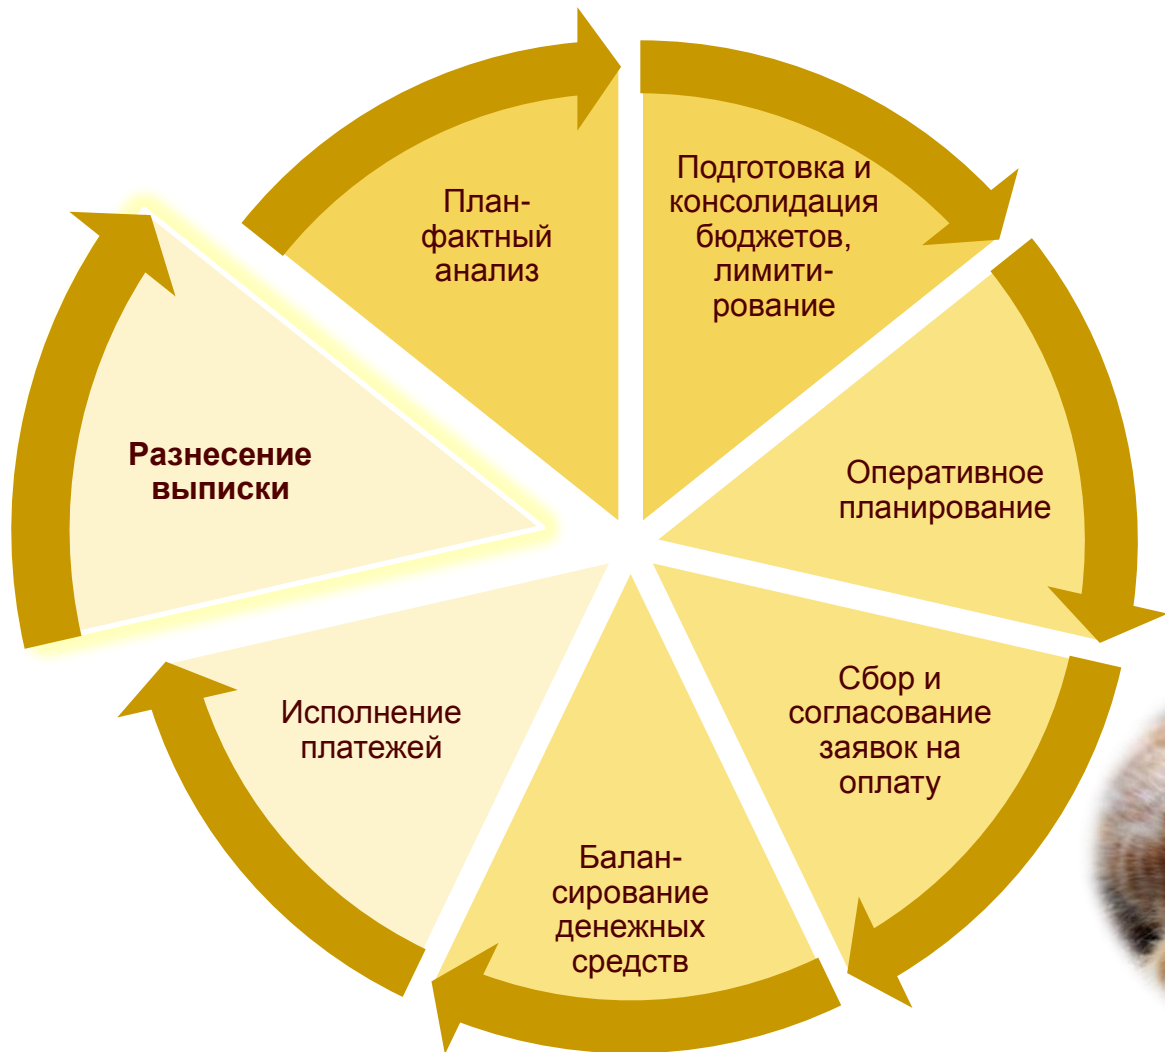 План-
фактный
анализ
Подготовка и
консолидация
бюджетов,
лимити-
рование
Оперативное
планирование
Сбор и
согласование
заявок на
оплату
Балан-
сирование
денежных
средств
Исполнение
платежей
Разнесение
выписки